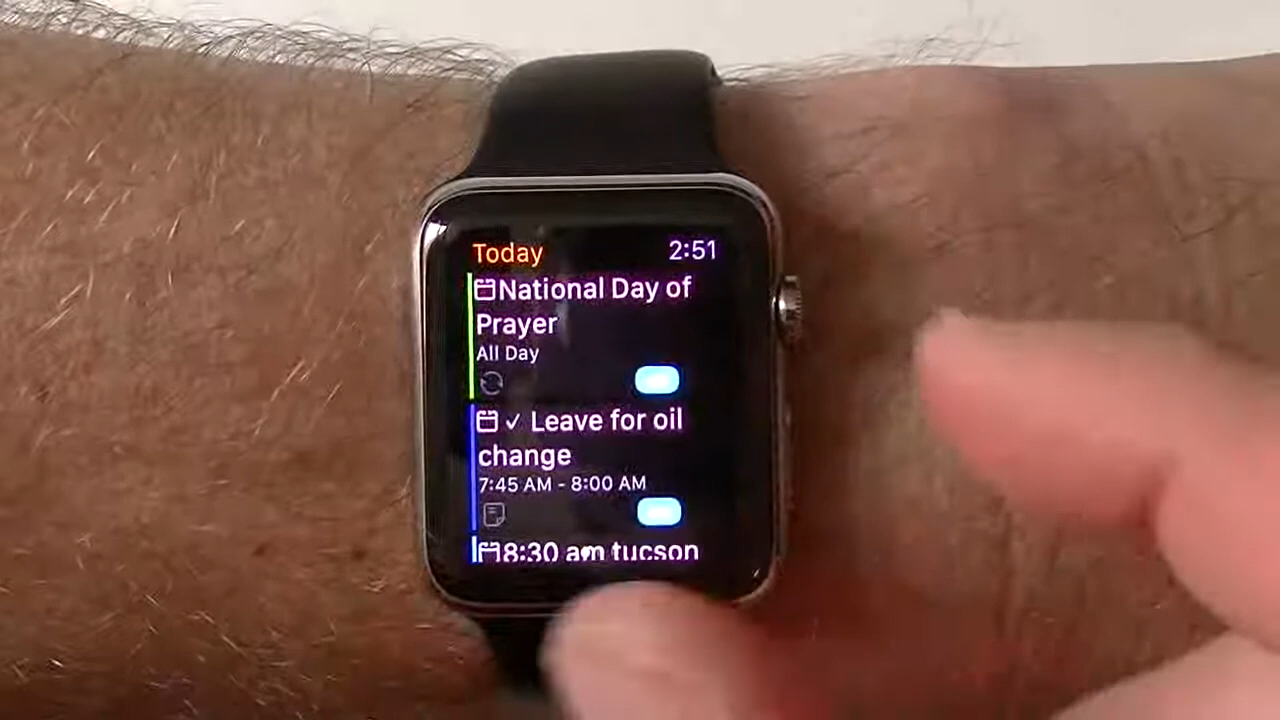 Today
2:51
National Day of
Prayer
All Day
✓ Leave for oil
change
7:45 AM - 8:00 AM
8:30 am tucson